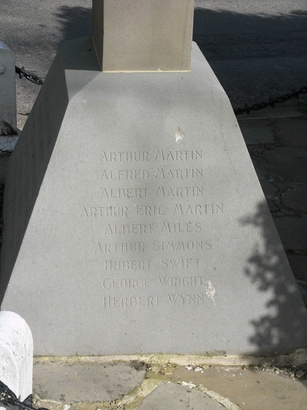 ARTHUR MARTIN
ALFRED MARTIN
ALBERT MARTIN
ARTHUR ERIC MARTIN
ALBERT MILES
ARTHUR SIMMONS
HUBERT SWIFT
GEORGE WRIGHT
HERBERT WYNN